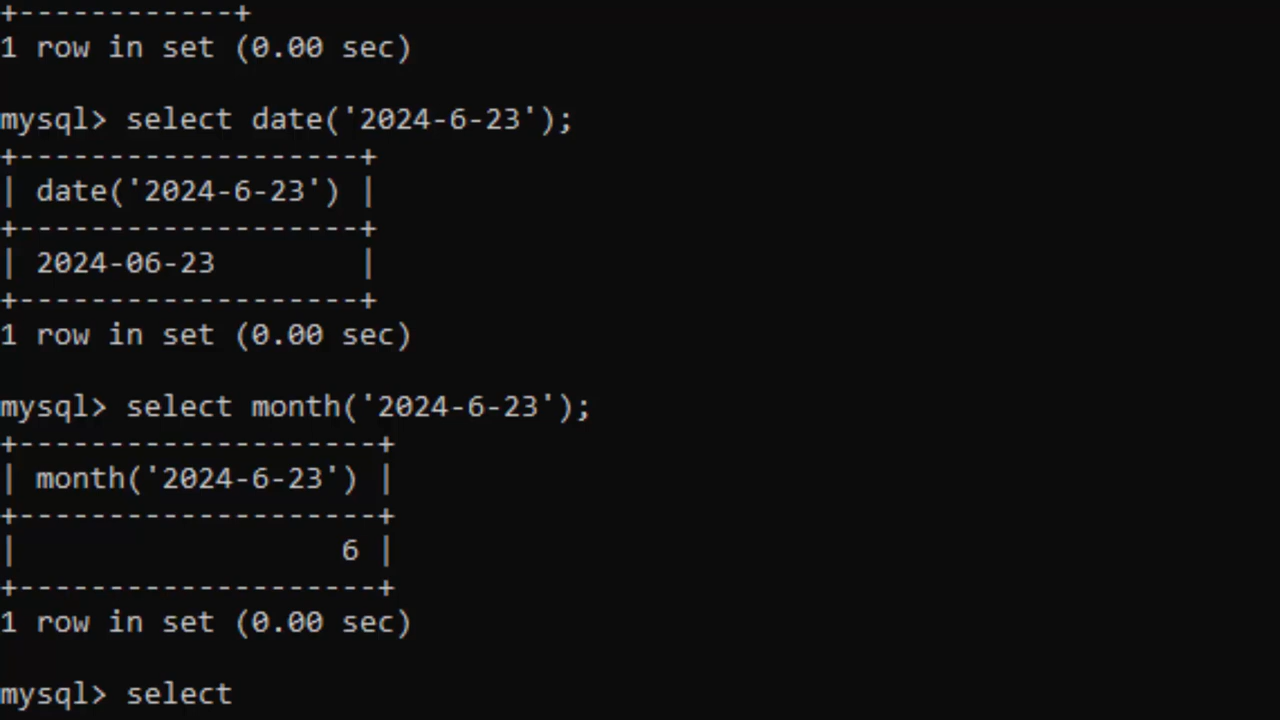 +------------+
1 row in set (0.00 sec)
mysql> select date('2024-6-23');
+-------------------+
| date('2024-6-23') |
+-------------------+
| 2024-06-23        |
+-------------------+
1 row in set (0.00 sec)
mysql> select month('2024-6-23');
+--------------------+
| month('2024-6-23') |
+--------------------+
|                  6 |
+--------------------+
1 row in set (0.00 sec)
mysql> select